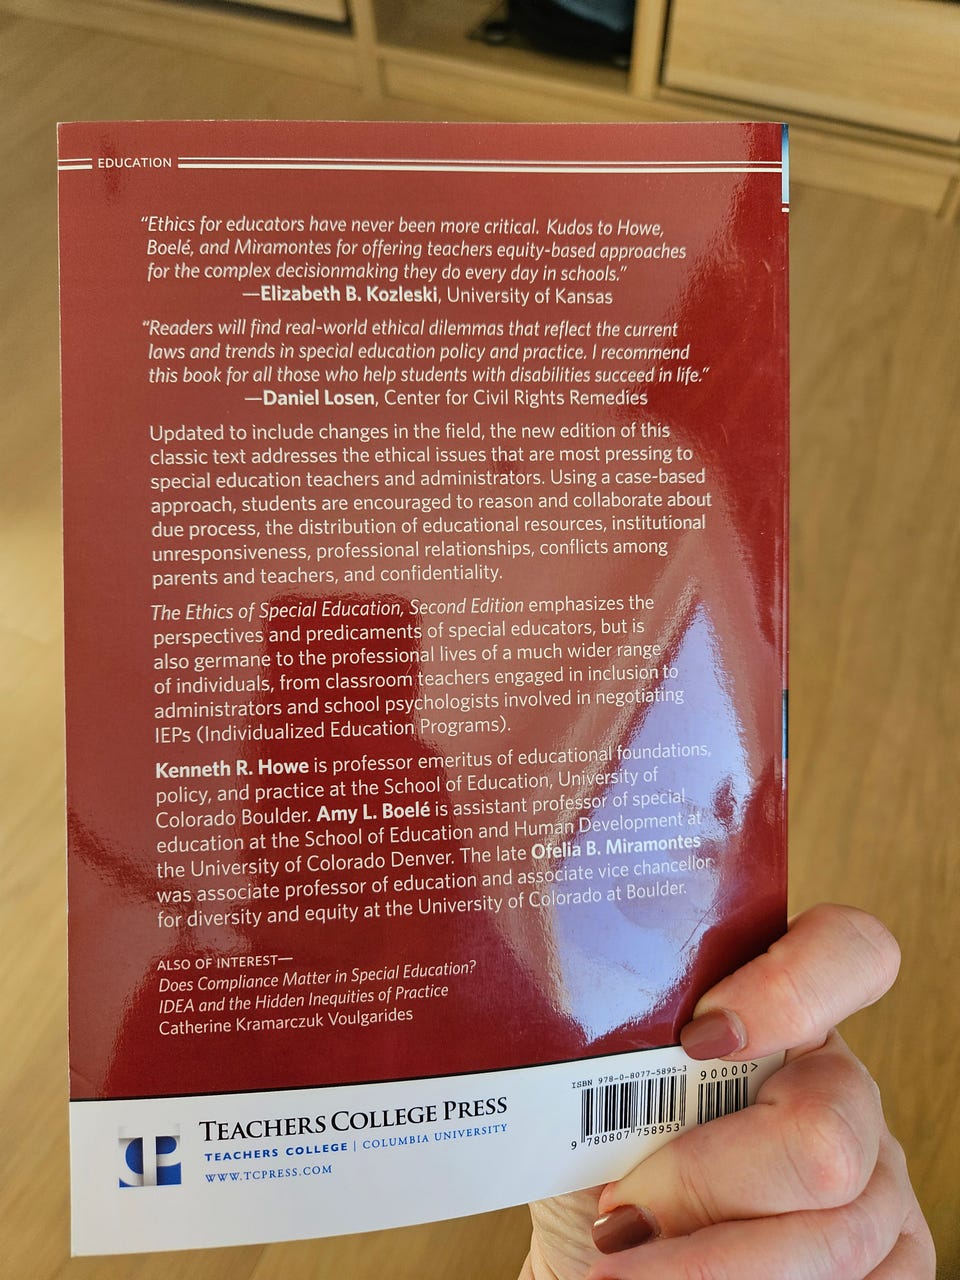 EDUCATION
“Ethics for educators have never been more critical. Kudos to Howe,
Boelé, and Miramontes for offering teachers equity-based approaches
for the complex decisionmaking they do every day in schools.”
—Elizabeth B. Kozleski, University of Kansas
“Readers will find real-world ethical dilemmas that reflect the current
laws and trends in special education policy and practice. I recommend
this book for all those who help students with disabilities succeed in life.”
—Daniel Losen, Center for Civil Rights Remedies
Updated to include changes in the field, the new edition of this
classic text addresses the ethical issues that are most pressing to
special education teachers and administrators. Using a case-based
approach, students are encouraged to reason and collaborate about
due process, the distribution of educational resources, institutional
unresponsiveness, professional relationships, conflicts among
parents and teachers, and confidentiality.
The Ethics of Special Education, Second Edition emphasizes the
perspectives and predicaments of special educators, but is
also germane to the professional lives of a much wider range
of individuals, from classroom teachers engaged in inclusion to
administrators and school psychologists involved in negotiating
IEPs (Individualized Education Programs).
Kenneth R. Howe is professor emeritus of educational foundations,
policy, and practice at the School of Education, University of
Colorado Boulder. Amy L. Boelé is assistant professor of special
education at the School of Education and Human Development at
the University of Colorado Denver. The late Ofelia B. Miramontes
was associate professor of education and associate vice chancellor
for diversity and equity at the University of Colorado at Boulder.
ALSO OF INTEREST—
Does Compliance Matter in Special Education?
IDEA and the Hidden Inequities of Practice
Catherine Kramarczuk Voulgarides
ISBN 978-0-8077-5895-3
90000>
9 780807 758953
TEACHERS COLLEGE PRESS
TEACHERS COLLEGE | COLUMBIA UNIVERSITY
WWW.TCPRESS.COM